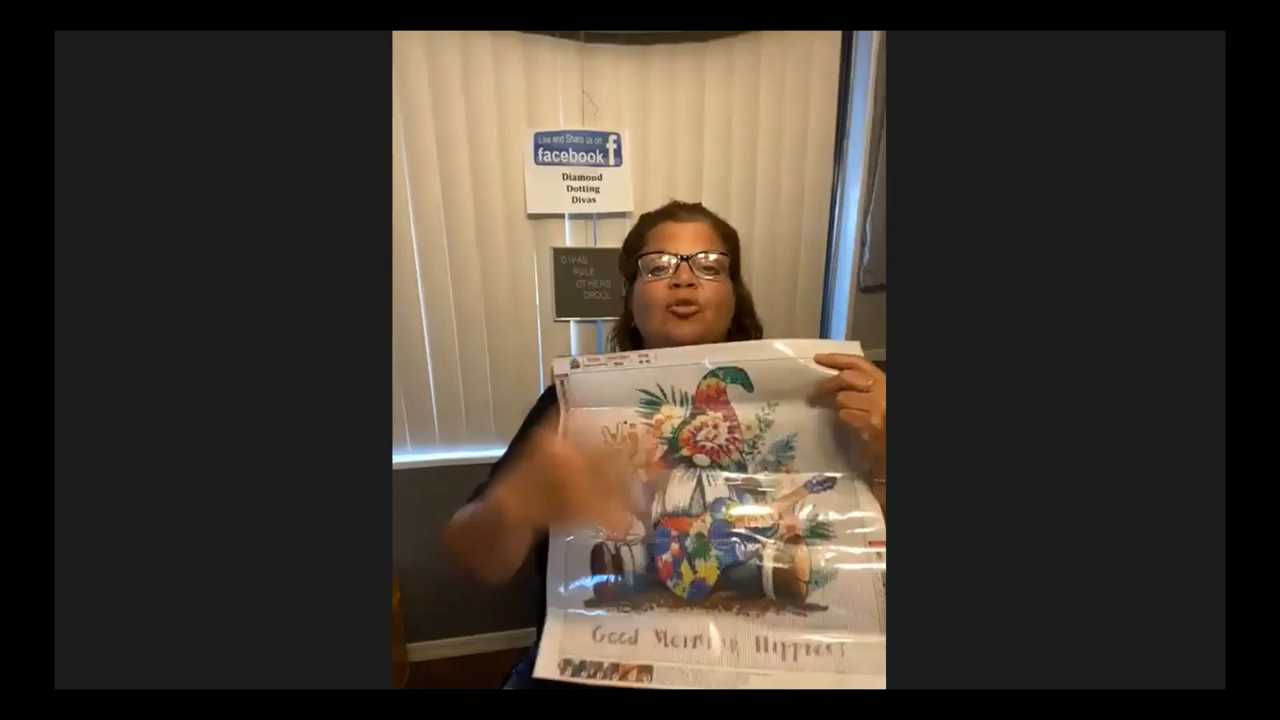 Like and Share us on
facebook f
Diamond
Dotting
Divas
DIVAS
RULE
OTHERS
DROOL
Good Morning